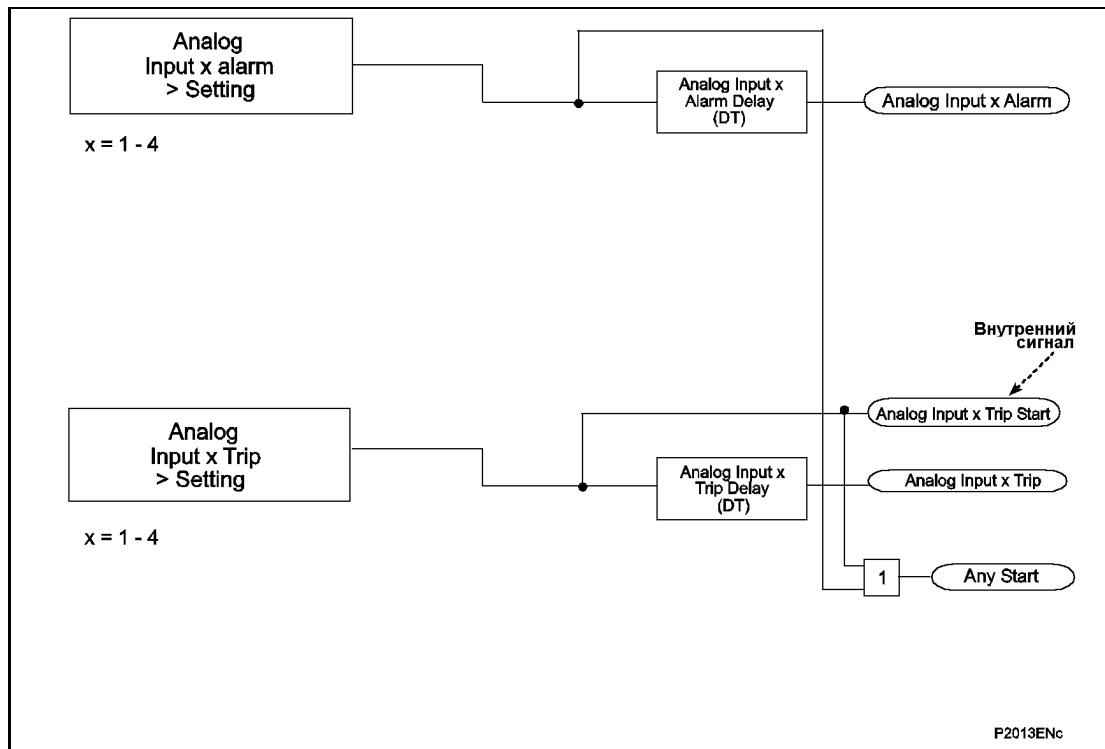 Analog
Input x alarm
> Setting
x = 1 - 4
Analog Input x
Alarm Delay
(DT)
Analog Input x Alarm
Внутренний
сигнал
Analog
Input x Trip
> Setting
x = 1 - 4
Analog Input x
Trip Delay
(DT)
Analog Input x Trip Start
Analog Input x Trip
1
Any Start
P2013ENc